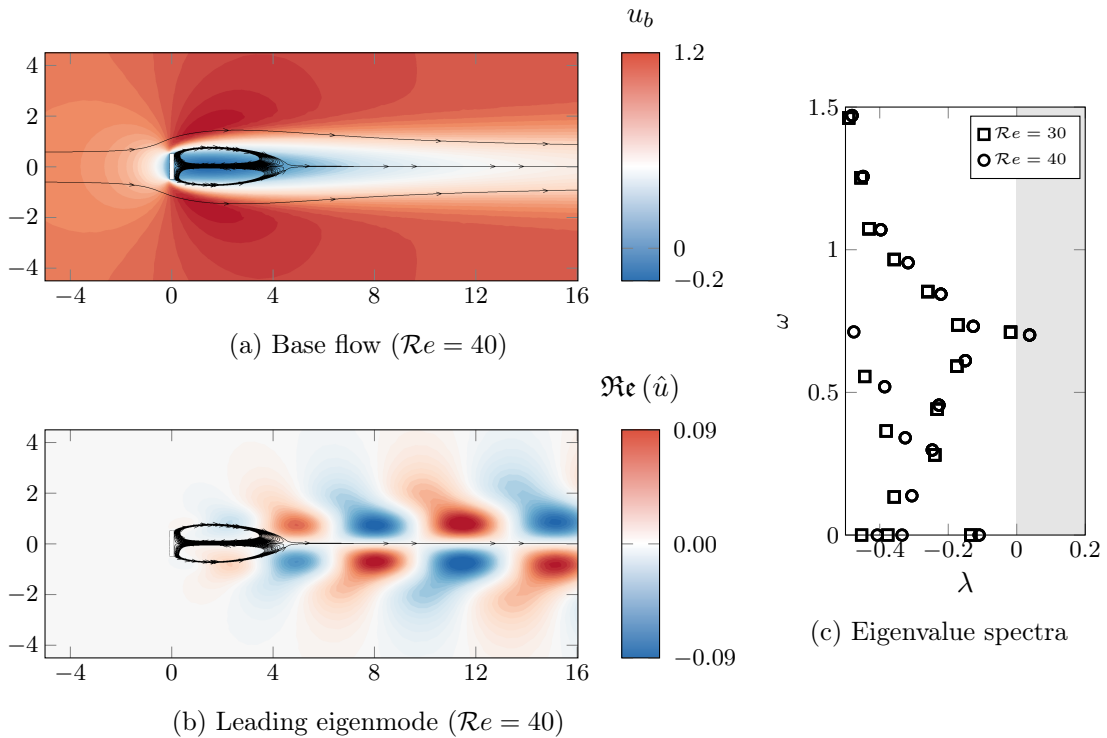 u_b
1.2
0
−0.2
4
2
0
−2
−4
−4 0 4 8 12 16
(a) Base flow (ℛe = 40)
ℜ𝔢 (û)
0.09
0.00
−0.09
4
2
0
−2
−4
−4 0 4 8 12 16
(b) Leading eigenmode (ℛe = 40)
1.5
1
0.5
0
ω
ℛe = 30
ℛe = 40
−0.4 −0.2 0 0.2
λ
(c) Eigenvalue spectra